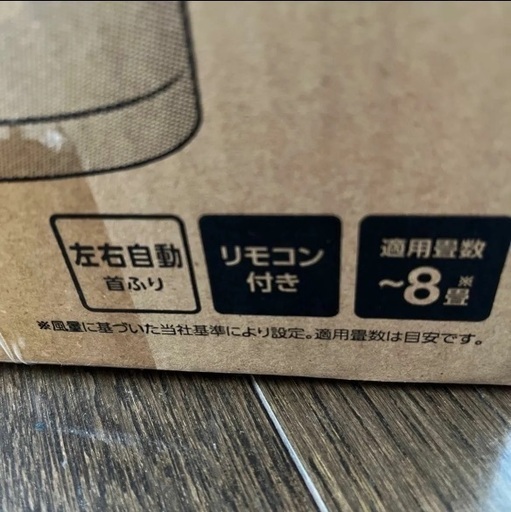 左右自動
首ふり
リモコン
付き
適用畳数
~8畳※
※風量に基づいた当社基準により設定。適用畳数は目安です。